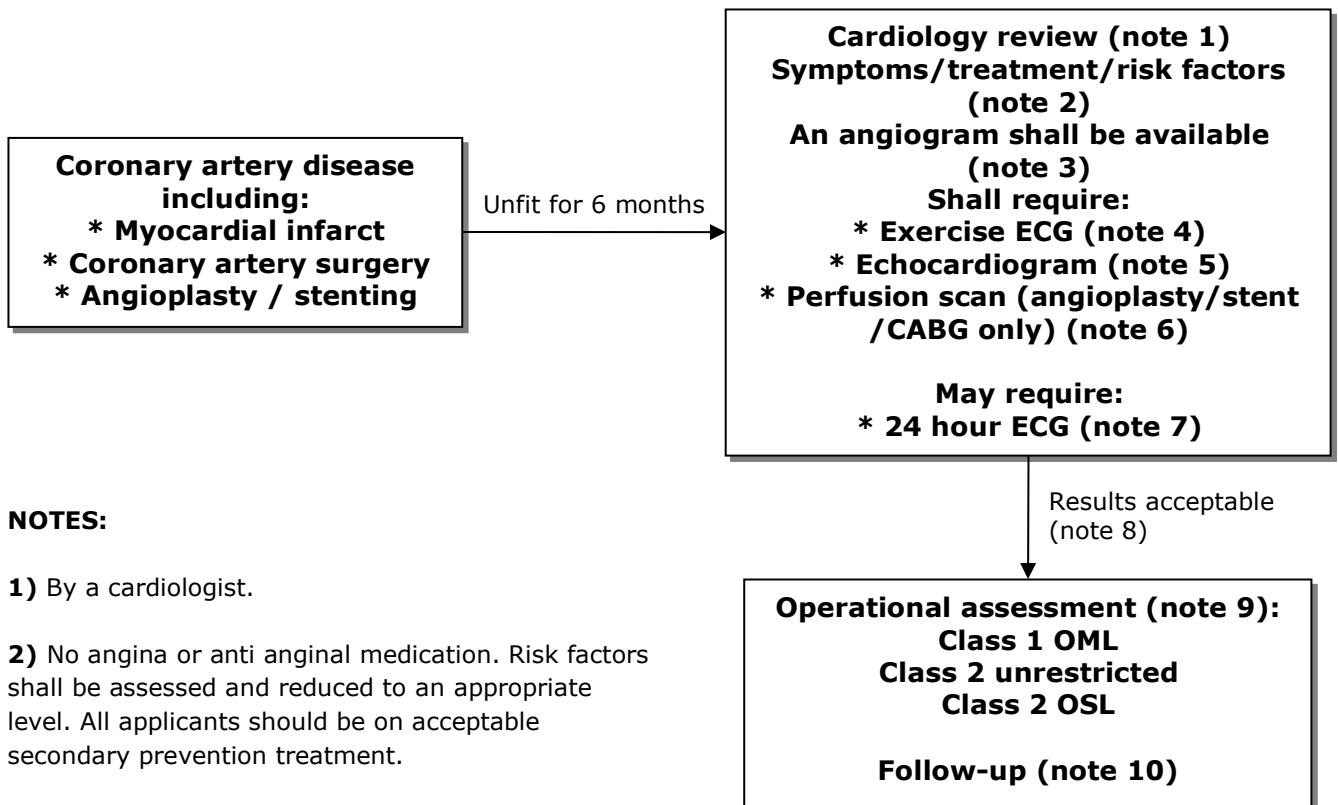 Coronary artery disease
including:
* Myocardial infarct
* Coronary artery surgery
* Angioplasty / stenting
Unfit for 6 months
Cardiology review (note 1)
Symptoms/treatment/risk factors
(note 2)
An angiogram shall be available
(note 3)
Shall require:
* Exercise ECG (note 4)
* Echocardiogram (note 5)
* Perfusion scan (angioplasty/stent
/CABG only) (note 6)
May require:
* 24 hour ECG (note 7)
Results acceptable
(note 8)
Operational assessment (note 9):
Class 1 OML
Class 2 unrestricted
Class 2 OSL
Follow-up (note 10)
NOTES:
1) By a cardiologist.
2) No angina or anti anginal medication. Risk factors
shall be assessed and reduced to an appropriate
level. All applicants should be on acceptable
secondary prevention treatment.